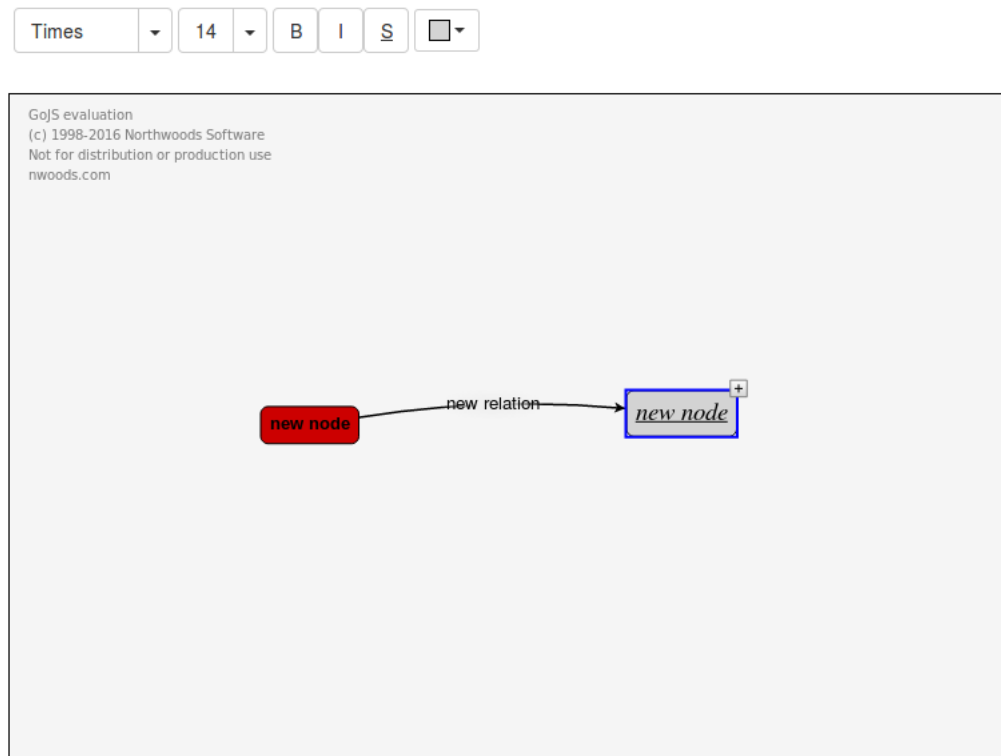 Times 14 B I S
GoJS evaluation
(c) 1998-2016 Northwoods Software
Not for distribution or production use
nwoods.com
new relation
new node
new node